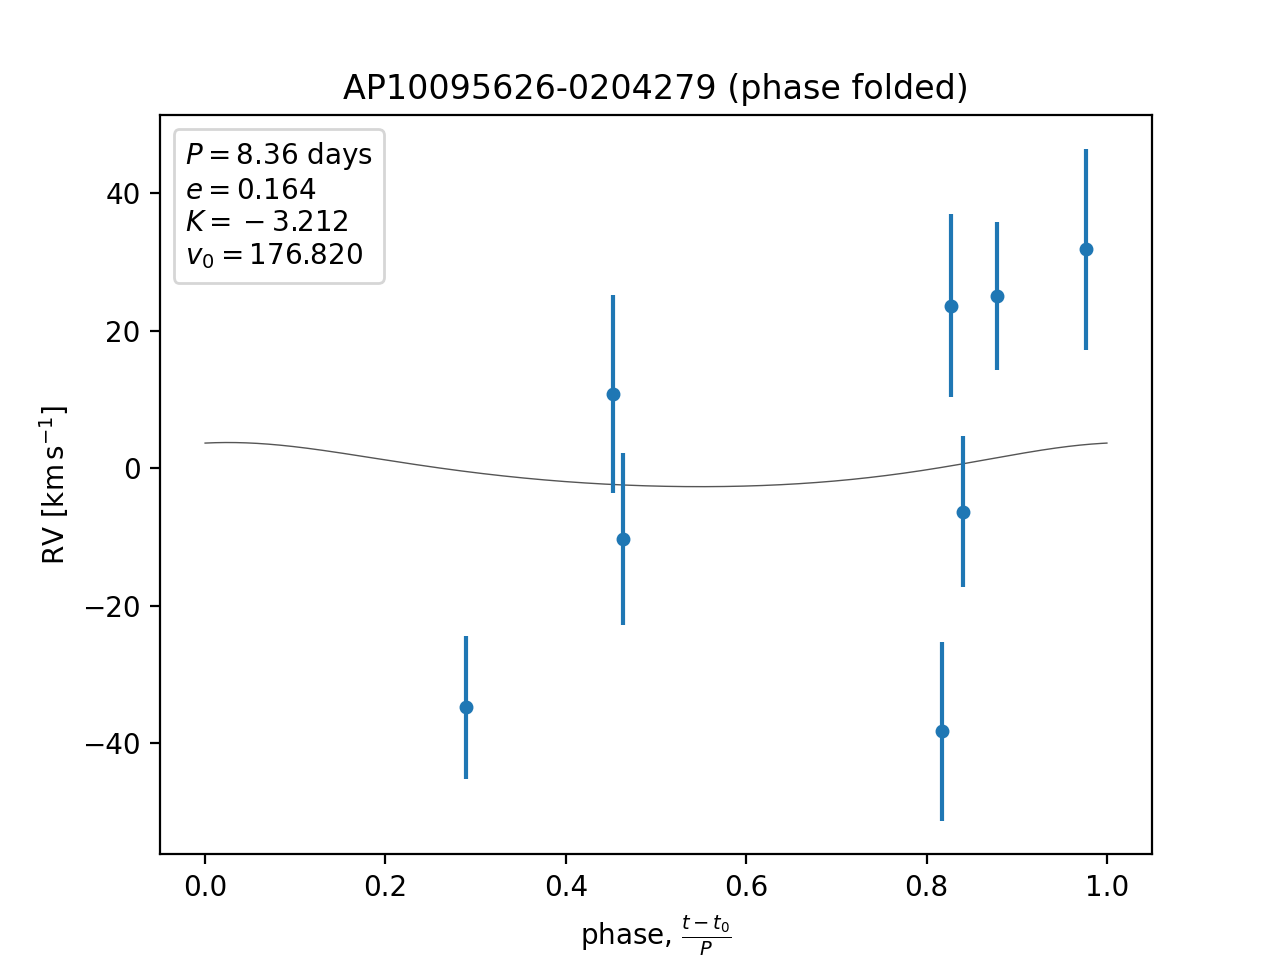 AP10095626-0204279 (phase folded)
P = 8.36 days
e = 0.164
K = −3.212
v₀ = 176.820
RV [km s⁻¹]
40
20
0
−20
−40
0.0 0.2 0.4 0.6 0.8 1.0
phase, (t − t₀)/P